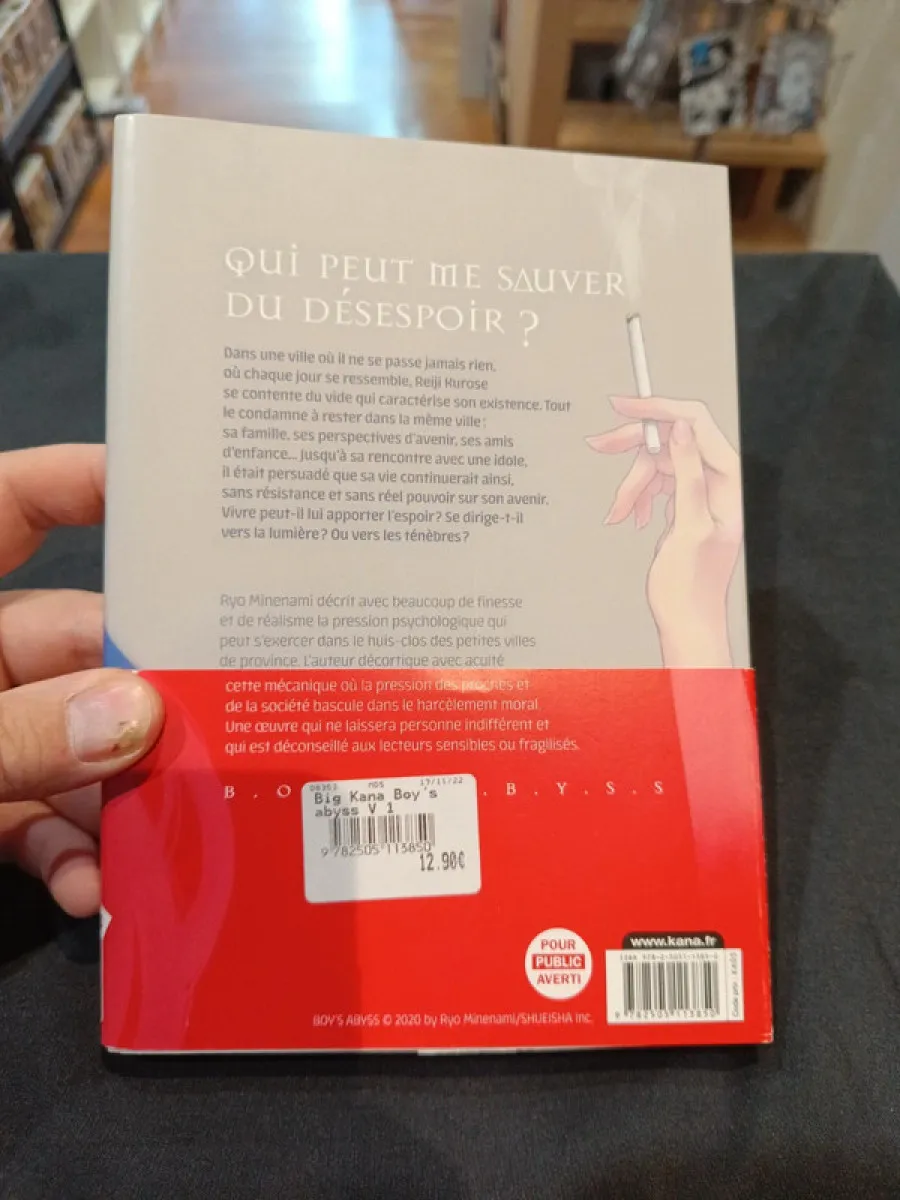 QUI PEUT ME SAUVER
DU DÉSESPOIR ?
Dans une ville où il ne se passe jamais rien,
où chaque jour se ressemble, Reiji Kurose
se contente du vide qui caractérise son existence. Tout
le condamne à rester dans la même ville :
sa famille, ses perspectives d'avenir, ses amis
d'enfance... Jusqu'à sa rencontre avec une idole,
il était persuadé que sa vie continuerait ainsi,
sans résistance et sans réel pouvoir sur son avenir.
Vivre peut-il lui apporter l'espoir ? Se dirige-t-il
vers la lumière ? Ou vers les ténèbres ?
Ryo Minenami décrit avec beaucoup de finesse
et de réalisme la pression psychologique qui
peut s'exercer dans le huis-clos des petites villes
de province. L'auteur décortique avec acuité
cette mécanique où la pression des proches et
de la société bascule dans le harcèlement moral.
Une œuvre qui ne laissera personne indifférent et
qui est déconseillé aux lecteurs sensibles ou fragilisés.
B . O . B . Y . S . S
17/11/22
Big Kana Boy's
abyss V 1
9 782505 113850
12.90€
POUR
PUBLIC
AVERTI
www.kana.fr
9 782505 113850
BOY'S ABYSS © 2020 by Ryo Minenami/SHUEISHA Inc.